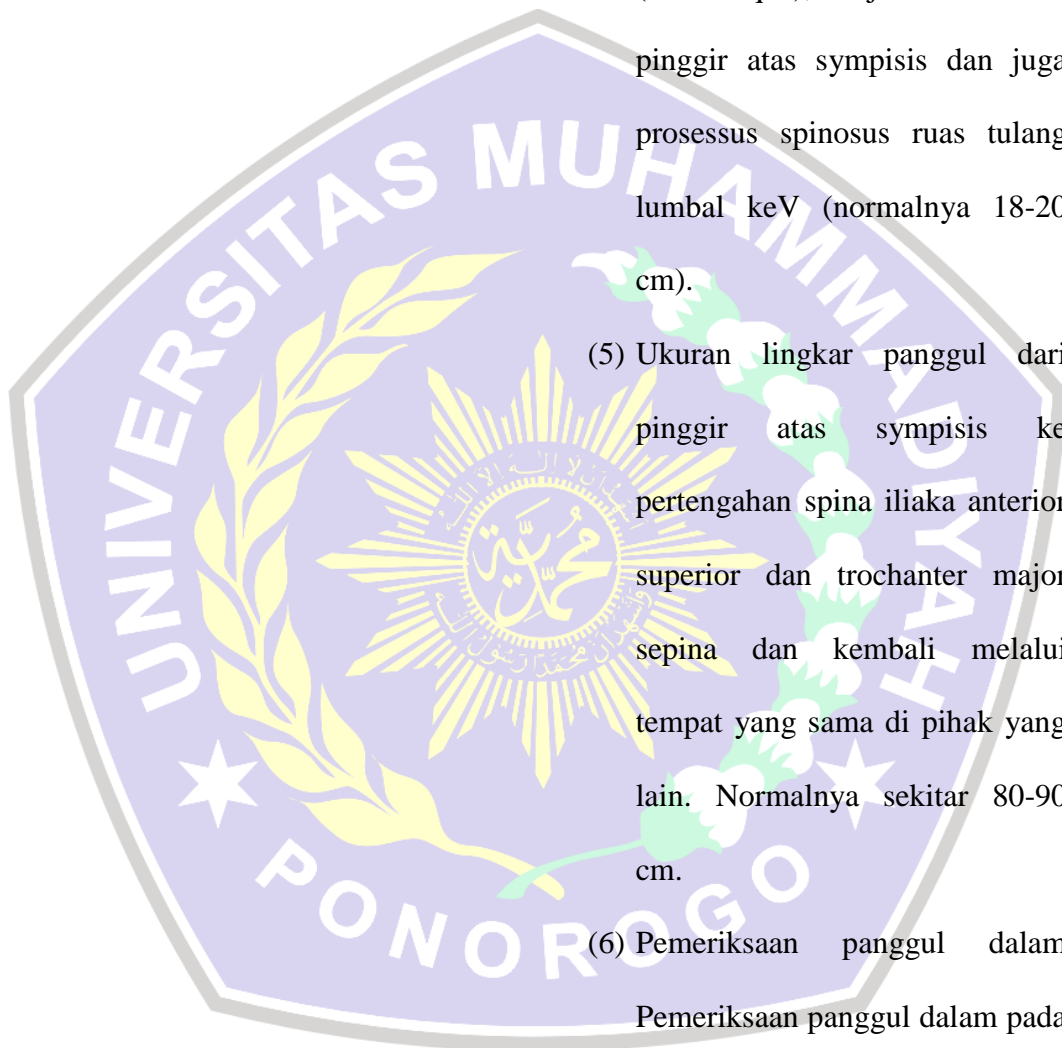 pinggir atas sympisis dan juga
prosessus spinosus ruas tulang
lumbal keV (normalnya 18-20
cm).
(5) Ukuran lingkar panggul dari
pinggir atas sympisis ke
pertengahan spina iliaka anterior
superior dan trochanter major
sepina dan kembali melalui
tempat yang sama di pihak yang
lain. Normalnya sekitar 80-90
cm.
(6) Pemeriksaan panggul dalam
Pemeriksaan panggul dalam pada
UNIVERSITAS MUHAMMADIYAH
PONOROGO